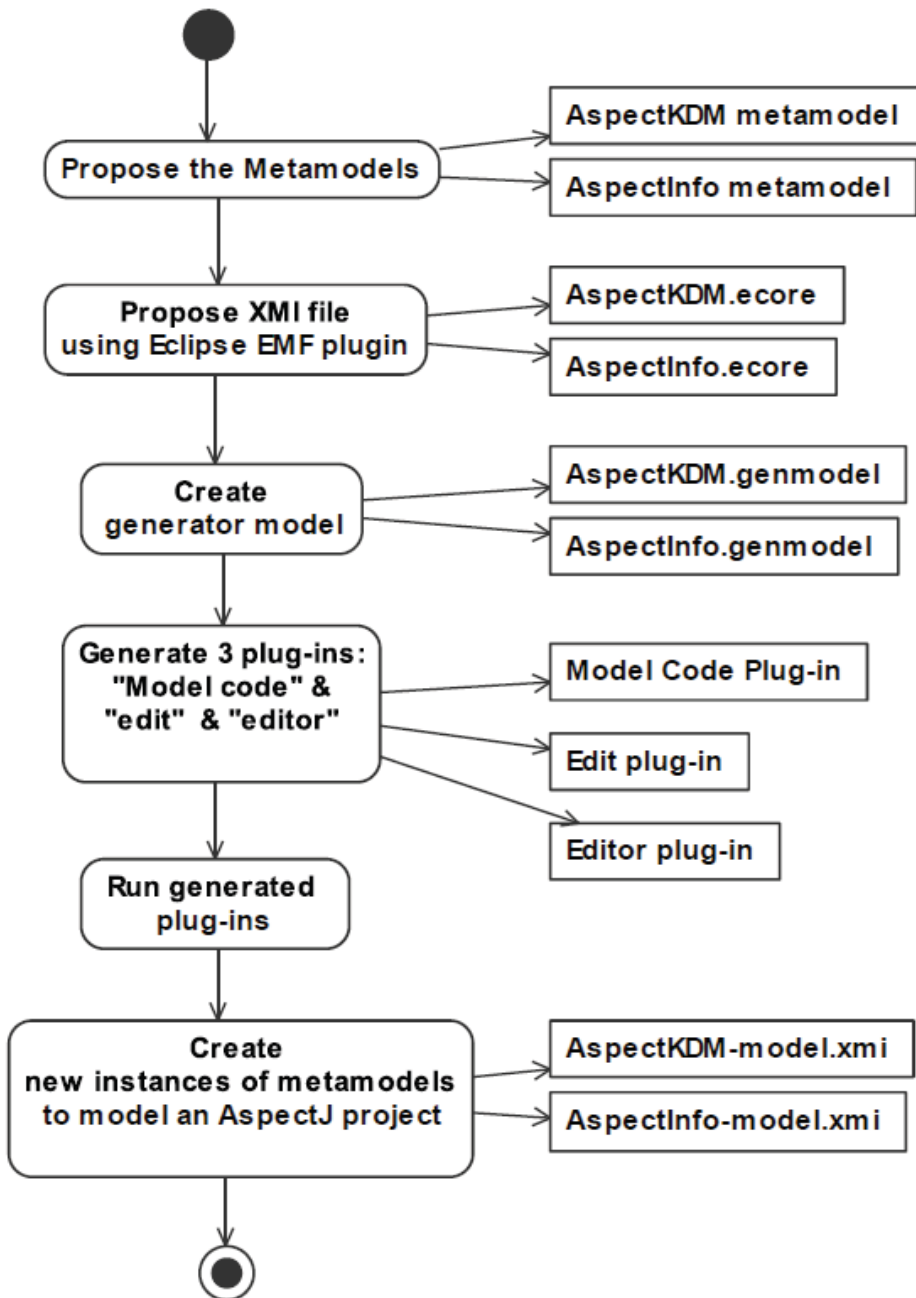 Propose the Metamodels
AspectKDM metamodel
AspectInfo metamodel
Propose XMI file
using Eclipse EMF plugin
AspectKDM.ecore
AspectInfo.ecore
Create
generator model
AspectKDM.genmodel
AspectInfo.genmodel
Generate 3 plug-ins:
"Model code" &
"edit" & "editor"
Model Code Plug-in
Edit plug-in
Editor plug-in
Run generated
plug-ins
Create
new instances of metamodels
to model an AspectJ project
AspectKDM-model.xmi
AspectInfo-model.xmi